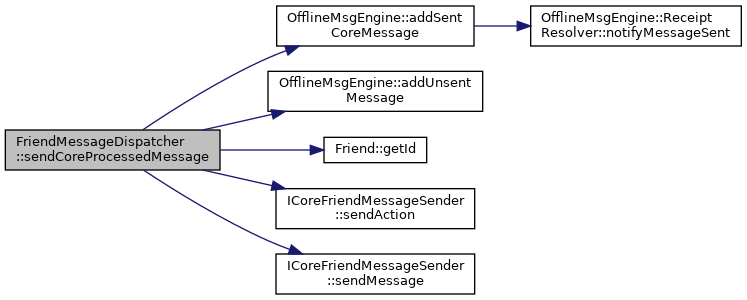 FriendMessageDispatcher
::sendCoreProcessedMessage
OfflineMsgEngine::addSent
CoreMessage
OfflineMsgEngine::Receipt
Resolver::notifyMessageSent
OfflineMsgEngine::addUnsent
Message
Friend::getId
ICoreFriendMessageSender
::sendAction
ICoreFriendMessageSender
::sendMessage